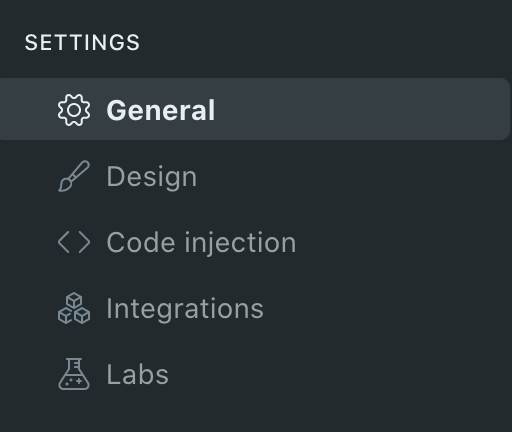 SETTINGS
General
Design
Code injection
Integrations
Labs